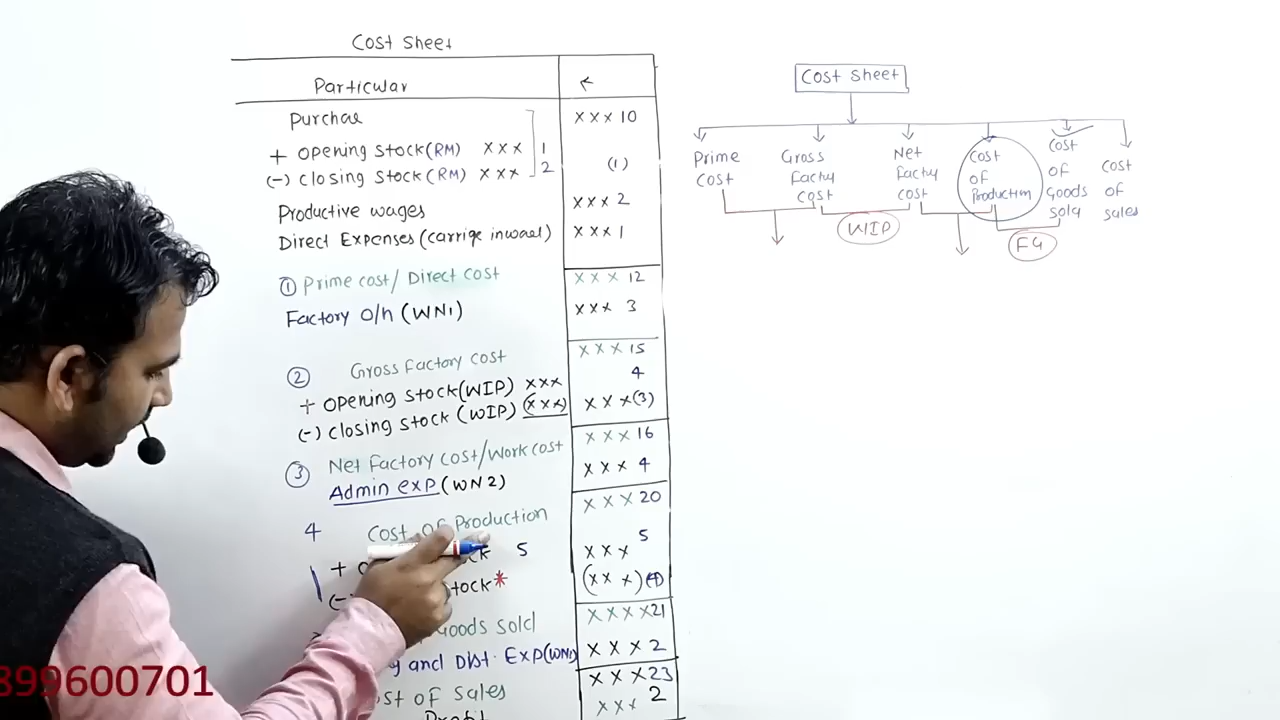 Cost Sheet
Particular ₹
Purchase xxx 10
+ Opening Stock (RM) xxx 1
(-) Closing Stock (RM) xxx 2 (1)
Productive wages xxx 2
Direct Expenses (carrige inward) xxx 1
① Prime cost / Direct cost xxx 12
Factory o/h (WN1) xxx 3
② Gross Factory cost xxx 15
+ Opening Stock (WIP) xxx 4
(-) Closing Stock (WIP) (xxx) xxx (3)
③ Net Factory Cost/Work cost xxx 16
Admin exp (WN2) xxx 4
4 Cost of Production xxx 20
+ 5 xxx 5
(-) tock* (xxx) (4)
Goods Sold xxxx 21
and Dist. Exp (WN) xxx 2
ost of Sales xxx 23
Profit xxx 2
Cost Sheet
Prime Cost
Gross Facty Cost
Net Facty Cost
Cost of Production
Cost of Goods Sold
Cost of Sales
WIP
FG
899600701